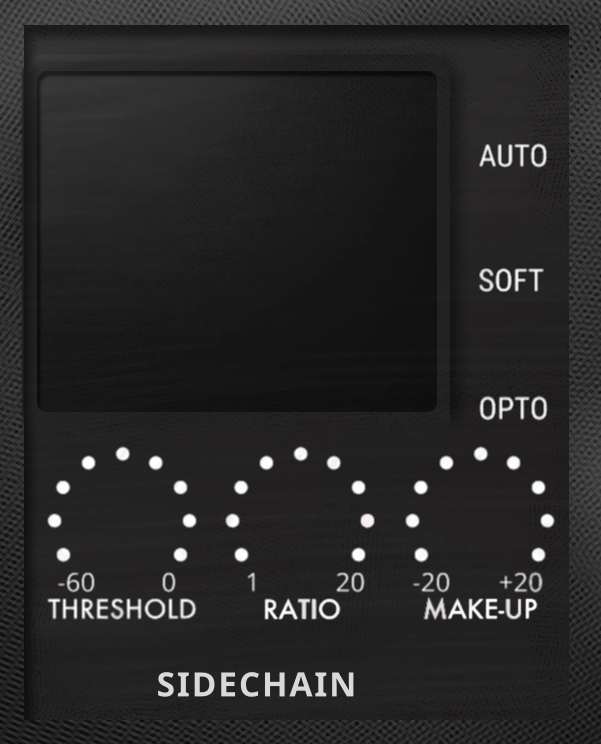 AUTO
SOFT
OPTO
-60 0 1 20 -20 +20
THRESHOLD RATIO MAKE-UP
SIDECHAIN